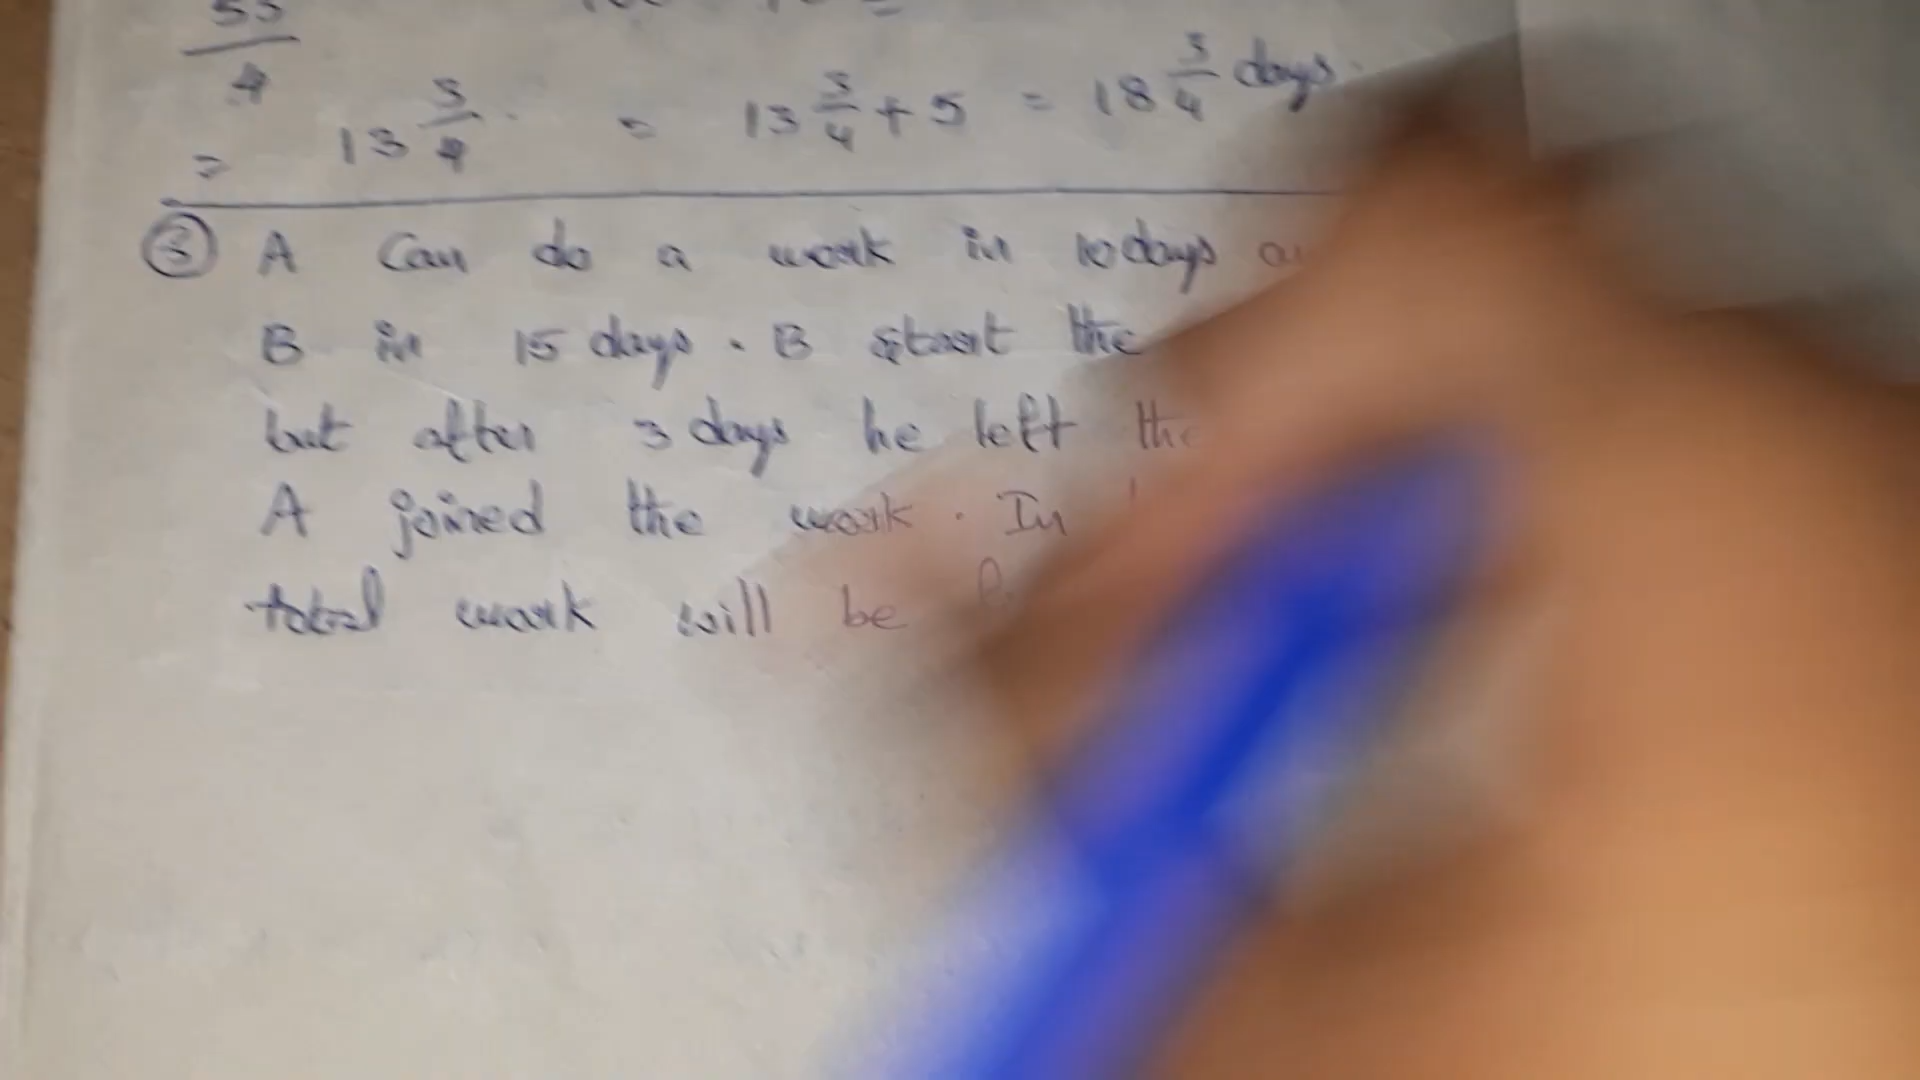 55/4
= 13 3/4 = 13 3/4 + 5 = 18 3/4 days.
③ A Can do a work in 10 days
B in 15 days. B start the
but after 3 days he left the
A joined the work. In
total work will be